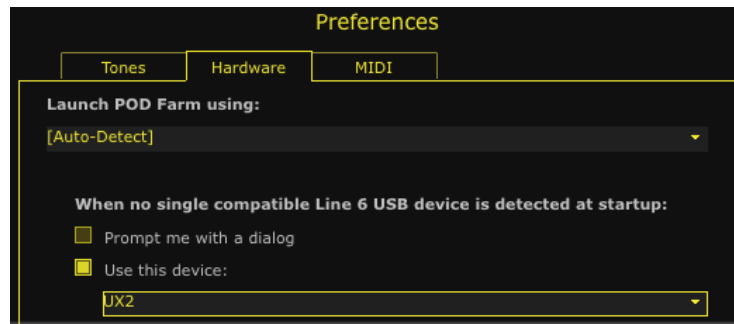 Preferences
Tones Hardware MIDI
Launch POD Farm using:
[Auto-Detect]
When no single compatible Line 6 USB device is detected at startup:
Prompt me with a dialog
Use this device:
UX2